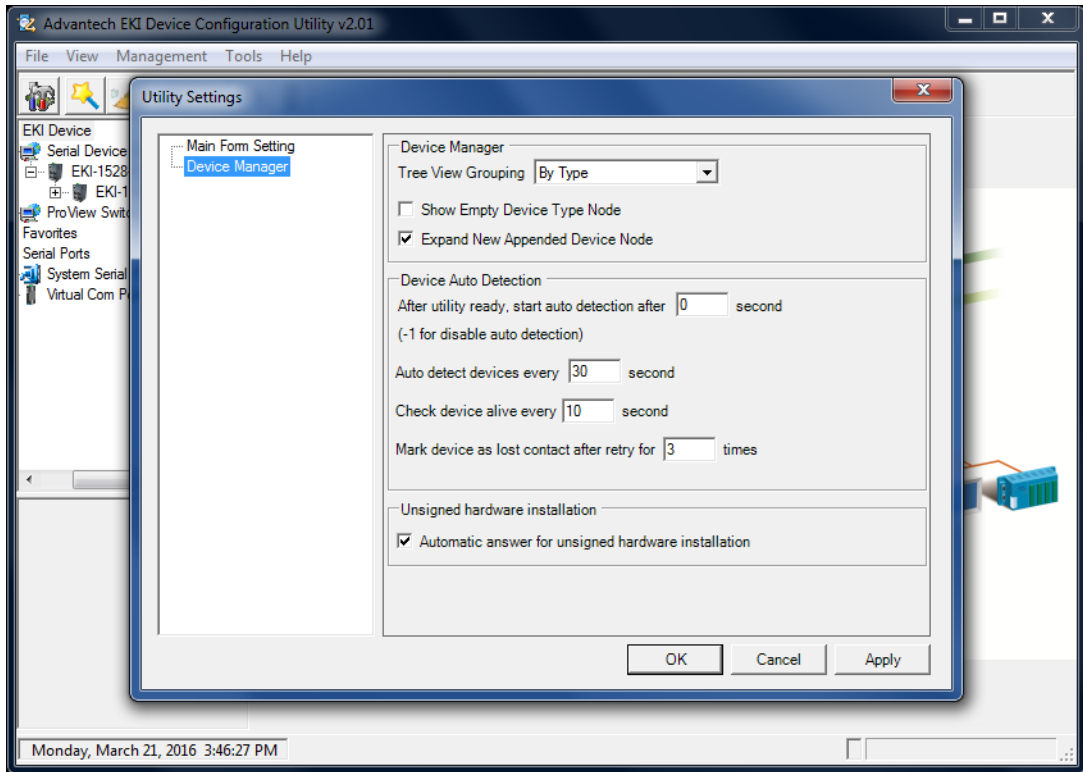 Advantech EKI Device Configuration Utility v2.01
File View Management Tools Help
Utility Settings
EKI Device
Serial Device
EKI-1528
EKI-1
ProView Swit
Favorites
Serial Ports
System Serial
Virtual Com P
Main Form Setting
Device Manager
Device Manager
Tree View Grouping By Type
Show Empty Device Type Node
Expand New Appended Device Node
Device Auto Detection
After utility ready, start auto detection after 0 second
(-1 for disable auto detection)
Auto detect devices every 30 second
Check device alive every 10 second
Mark device as lost contact after retry for 3 times
Unsigned hardware installation
Automatic answer for unsigned hardware installation
OK Cancel Apply
Monday, March 21, 2016 3:46:27 PM